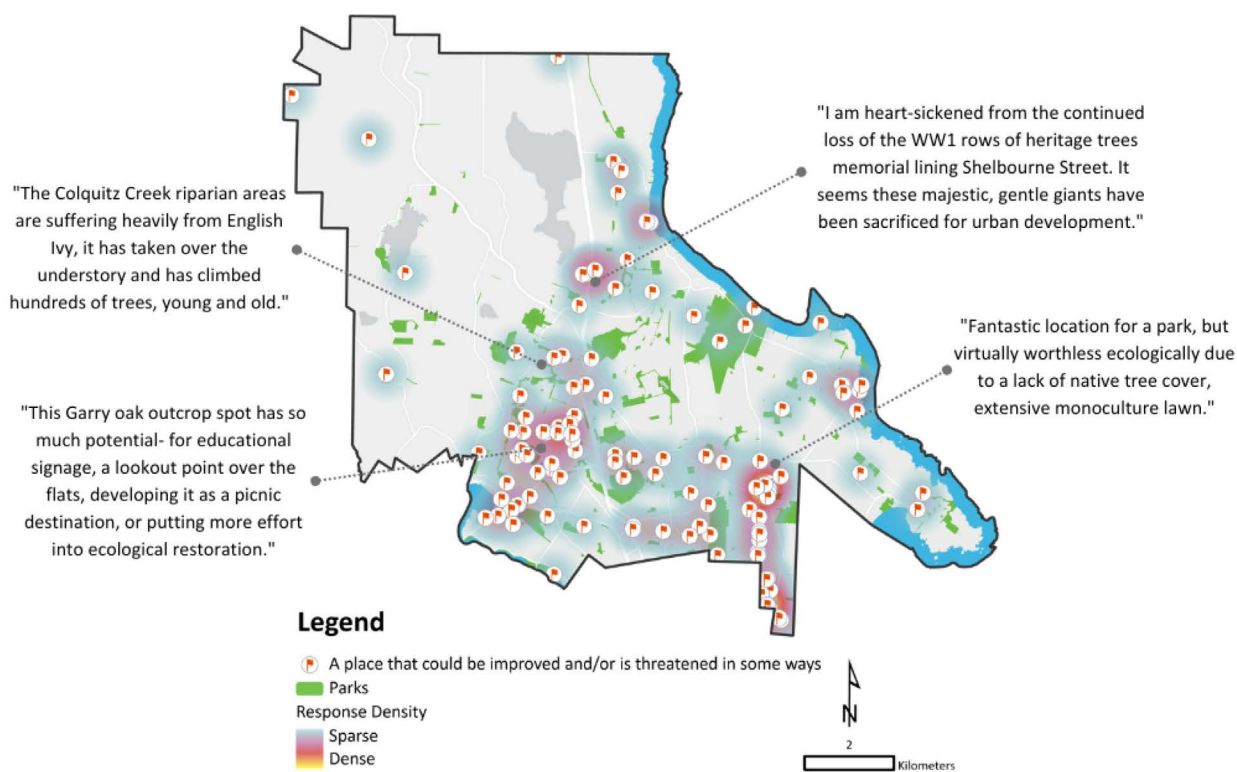 "I am heart-sickened from the continued
loss of the WW1 rows of heritage trees
memorial lining Shelbourne Street. It
seems these majestic, gentle giants have
been sacrificed for urban development."
"The Colquitz Creek riparian areas
are suffering heavily from English
Ivy, it has taken over the
understory and has climbed
hundreds of trees, young and old."
"Fantastic location for a park, but
virtually worthless ecologically due
to a lack of native tree cover,
extensive monoculture lawn."
"This Garry oak outcrop spot has so
much potential- for educational
signage, a lookout point over the
flats, developing it as a picnic
destination, or putting more effort
into ecological restoration."
Legend
A place that could be improved and/or is threatened in some ways
Parks
Response Density
Sparse
Dense
N
2
Kilometers